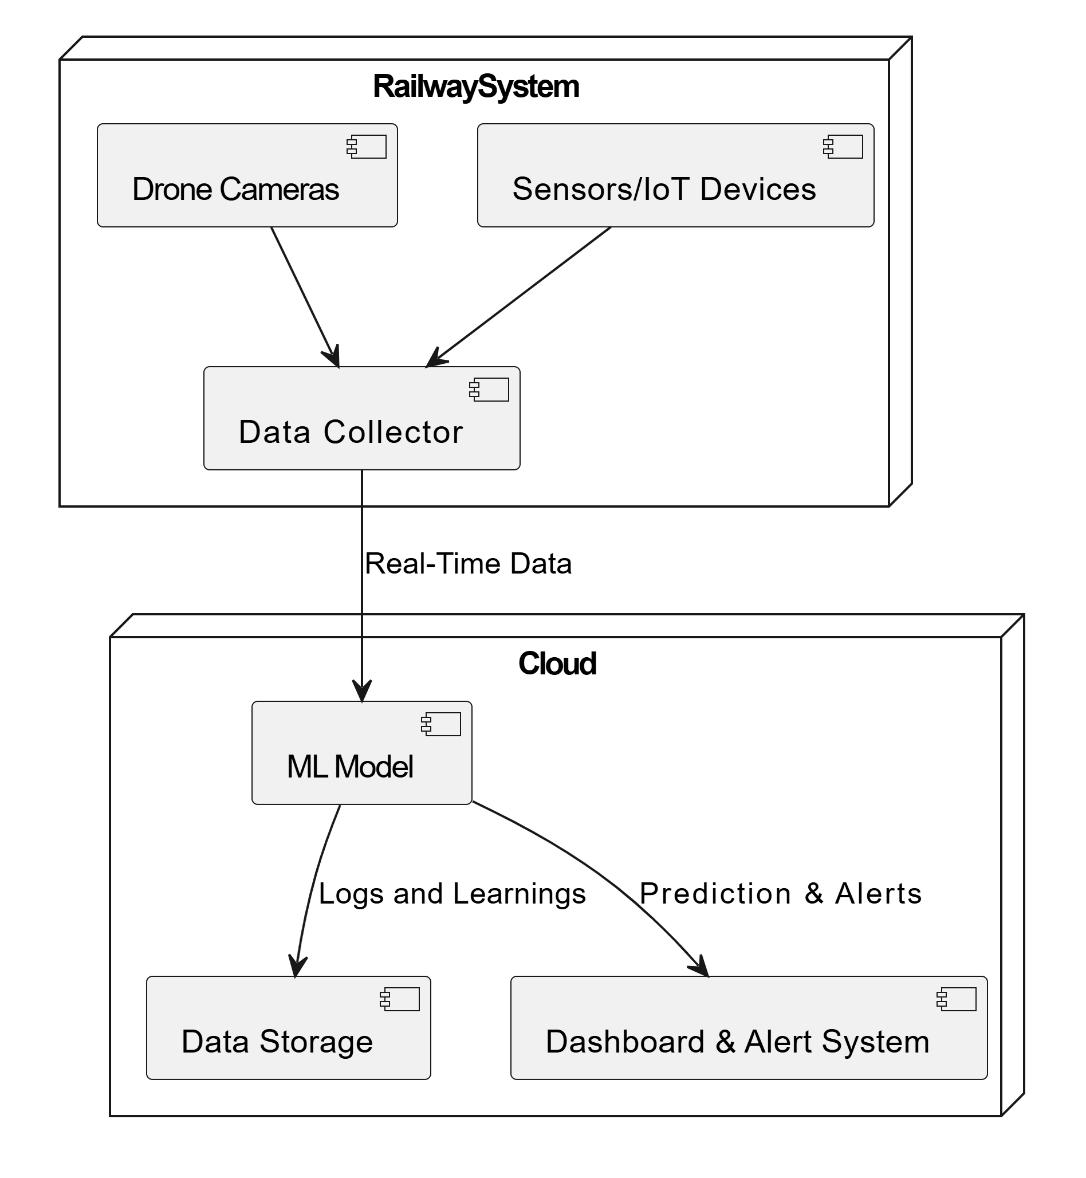 RailwaySystem
Drone Cameras
Sensors/IoT Devices
Data Collector
Real-Time Data
Cloud
ML Model
Logs and Learnings
Prediction & Alerts
Data Storage
Dashboard & Alert System